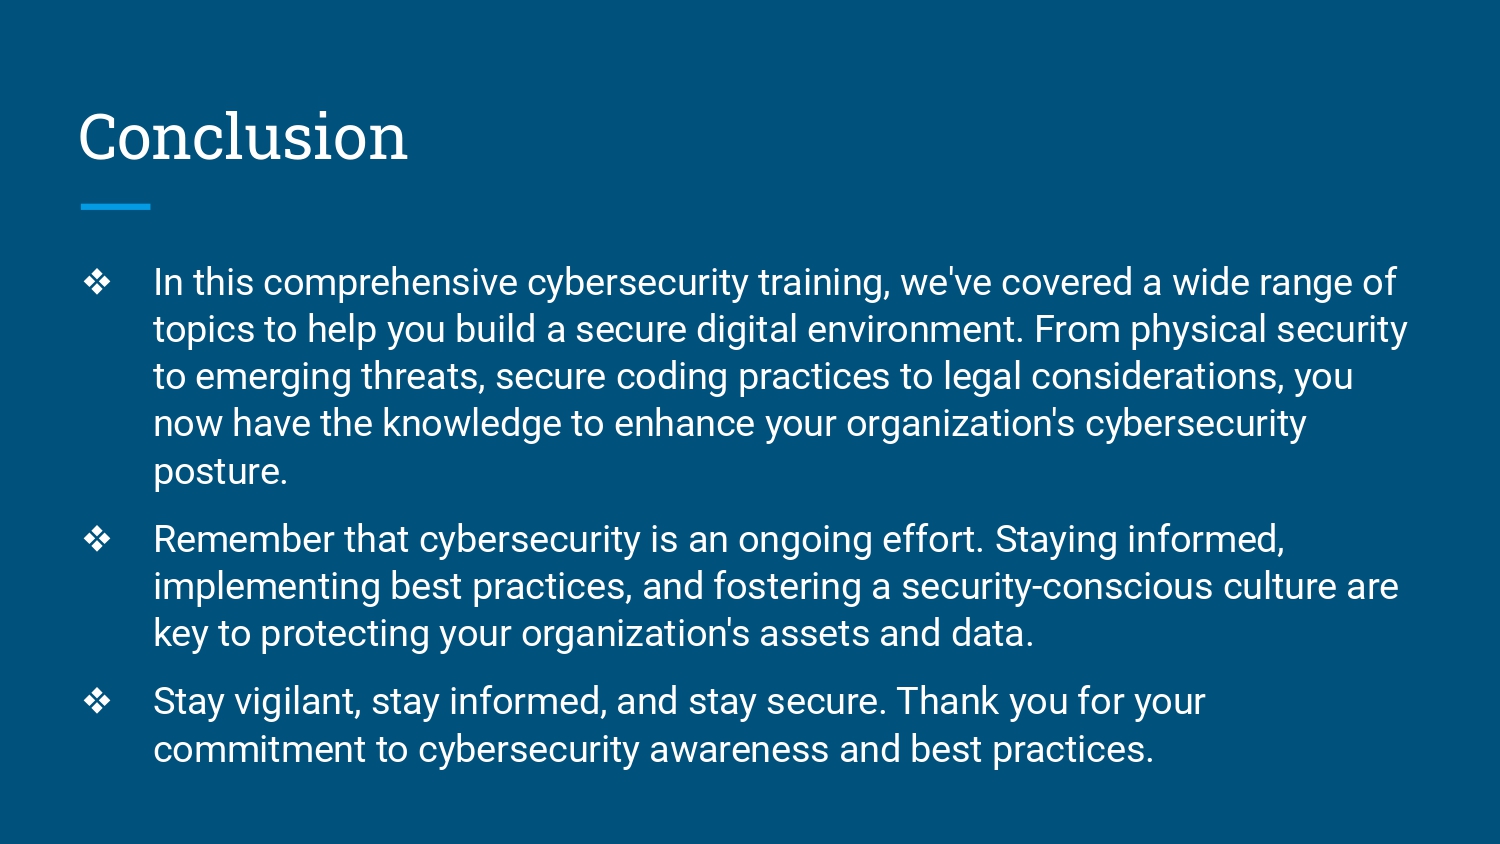 Conclusion
❖ In this comprehensive cybersecurity training, we've covered a wide range of
topics to help you build a secure digital environment. From physical security
to emerging threats, secure coding practices to legal considerations, you
now have the knowledge to enhance your organization's cybersecurity
posture.
❖ Remember that cybersecurity is an ongoing effort. Staying informed,
implementing best practices, and fostering a security-conscious culture are
key to protecting your organization's assets and data.
❖ Stay vigilant, stay informed, and stay secure. Thank you for your
commitment to cybersecurity awareness and best practices.